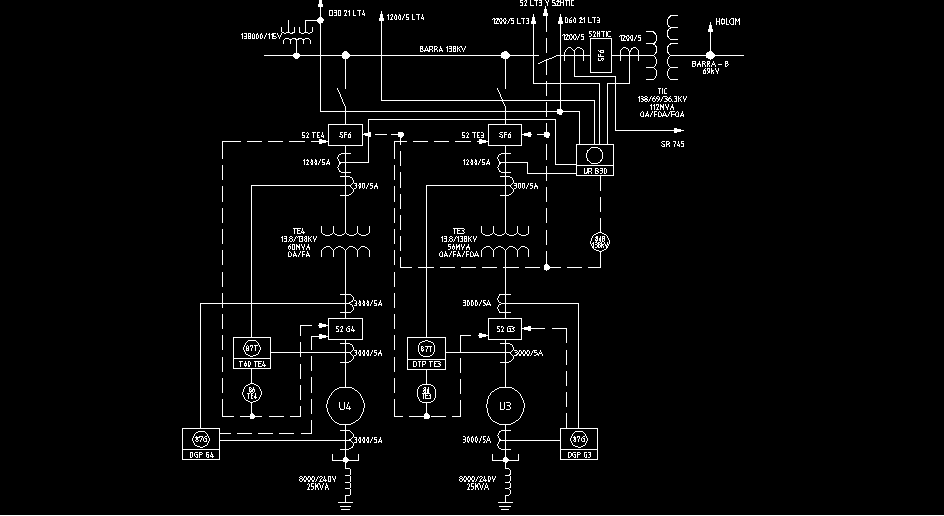 52 LT3 Y 52HTIC
D30 21 LT4
1200/5 LT4
1200/5 LT3
D60 21 LT3
HOLCIM
138000/115V
1200/5
52HTIC
1200/5
SF6
BARRA 138KV
BARRA - B
69KV
TIC
138/69/36.3KV
112MVA
OA/FOA/FOA
52 TE4
SF6
52 TE3
SF6
SR 745
1200/5A
1200/5A
UR B30
300/5A
300/5A
TE4
13.8/138KV
60MVA
OA/FA
TE3
13.8/138KV
56MVA
OA/FA/FOA
86B
138KV
3000/5A
3000/5A
52 G4
52 G3
87T
T60 TE4
3000/5A
87T
DTP TE3
3000/5A
86
TE4
86
TE3
U4
U3
87G
DGP G4
3000/5A
3000/5A
87G
DGP G3
8000/240V
25KVA
8000/240V
25KVA